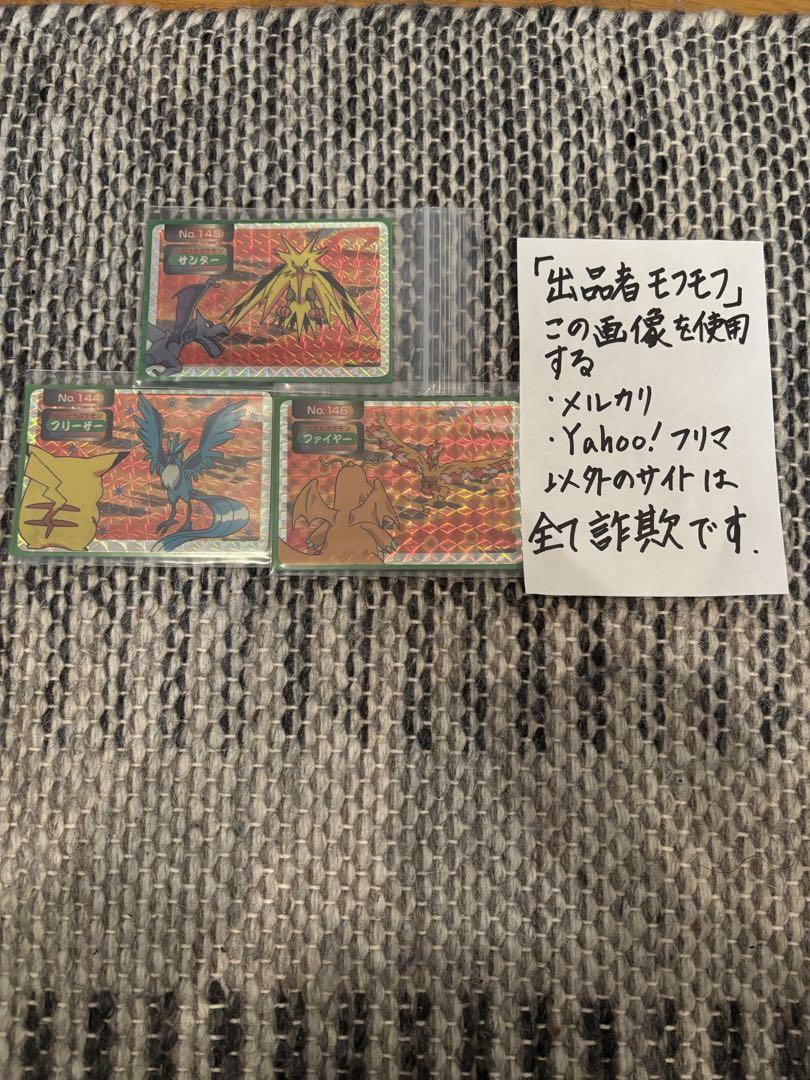 No.145
サンダー
No.144
フリーザー
No.146
ファイヤー
「出品者モフモフ」
この画像を使用
する
・メルカリ
・Yahoo!フリマ
以外のサイトは
全て詐欺です.